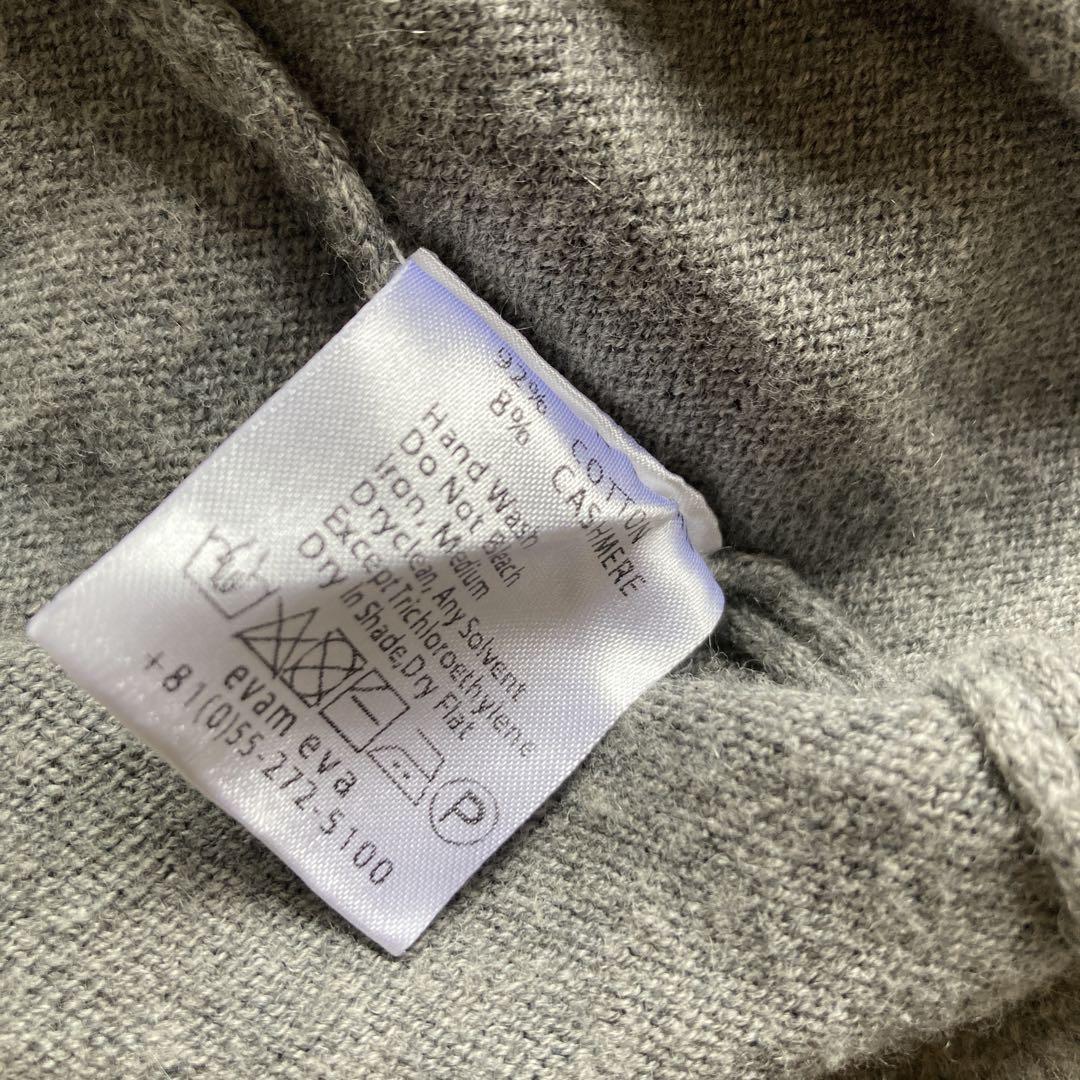 92% COTTON
8% CASHMERE
Hand Wash
Do Not Bleach
Iron, Medium
Dryclean, Any Solvent
Except Trichloroethylene
Dry In Shade, Dry Flat
P
evam eva
+81(0)55-272-5100